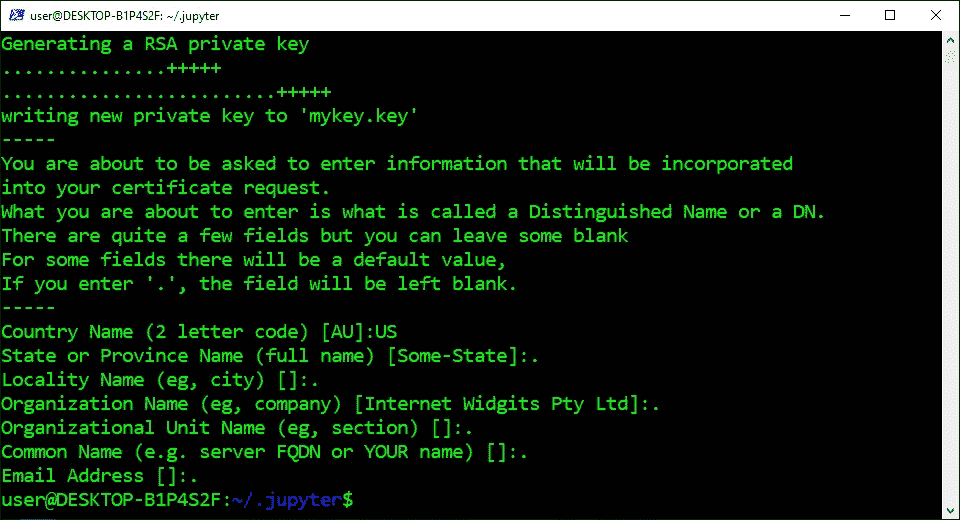 user@DESKTOP-B1P4S2F: ~/.jupyter
Generating a RSA private key
...............+++++
.........................+++++
writing new private key to 'mykey.key'
-----
You are about to be asked to enter information that will be incorporated
into your certificate request.
What you are about to enter is what is called a Distinguished Name or a DN.
There are quite a few fields but you can leave some blank
For some fields there will be a default value,
If you enter '.', the field will be left blank.
-----
Country Name (2 letter code) [AU]:US
State or Province Name (full name) [Some-State]:.
Locality Name (eg, city) []:.
Organization Name (eg, company) [Internet Widgits Pty Ltd]:.
Organizational Unit Name (eg, section) []:.
Common Name (e.g. server FQDN or YOUR name) []:.
Email Address []:.
user@DESKTOP-B1P4S2F:~/.jupyter$